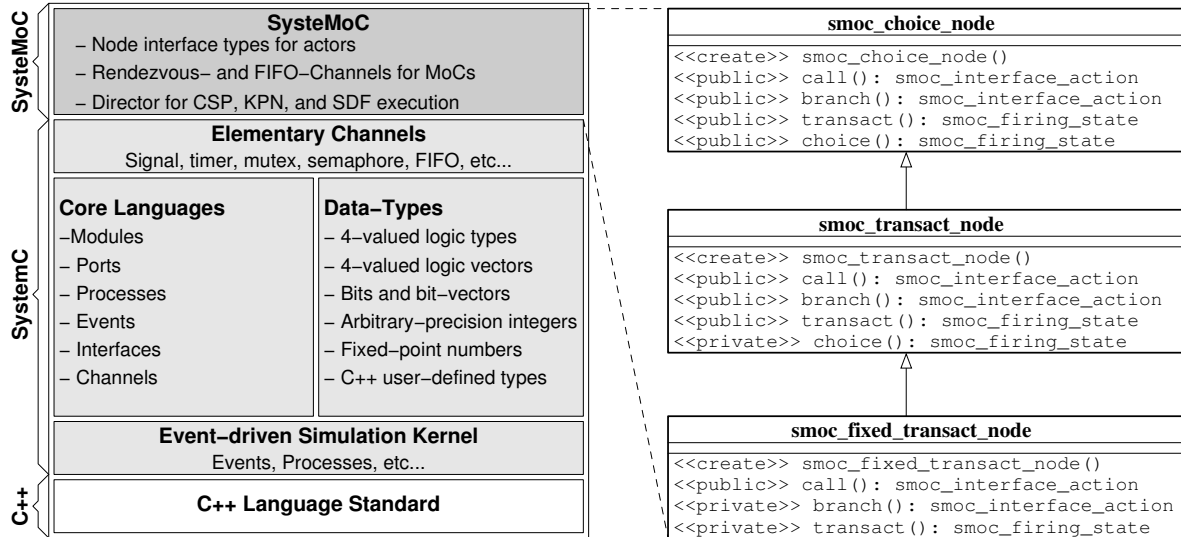 SysteMoC
SysteMoC
– Node interface types for actors
– Rendezvous– and FIFO–Channels for MoCs
– Director for CSP, KPN, and SDF execution
SystemC
Elementary Channels
Signal, timer, mutex, semaphore, FIFO, etc...
Core Languages
–Modules
– Ports
– Processes
– Events
– Interfaces
– Channels
Data–Types
– 4–valued logic types
– 4–valued logic vectors
– Bits and bit–vectors
– Arbitrary–precision integers
– Fixed–point numbers
– C++ user–defined types
Event–driven Simulation Kernel
Events, Processes, etc...
C++
C++ Language Standard
smoc_choice_node
<<create>> smoc_choice_node()
<<public>> call(): smoc_interface_action
<<public>> branch(): smoc_interface_action
<<public>> transact(): smoc_firing_state
<<public>> choice(): smoc_firing_state
smoc_transact_node
<<create>> smoc_transact_node()
<<public>> call(): smoc_interface_action
<<public>> branch(): smoc_interface_action
<<public>> transact(): smoc_firing_state
<<private>> choice(): smoc_firing_state
smoc_fixed_transact_node
<<create>> smoc_fixed_transact_node()
<<public>> call(): smoc_interface_action
<<private>> branch(): smoc_interface_action
<<private>> transact(): smoc_firing_state